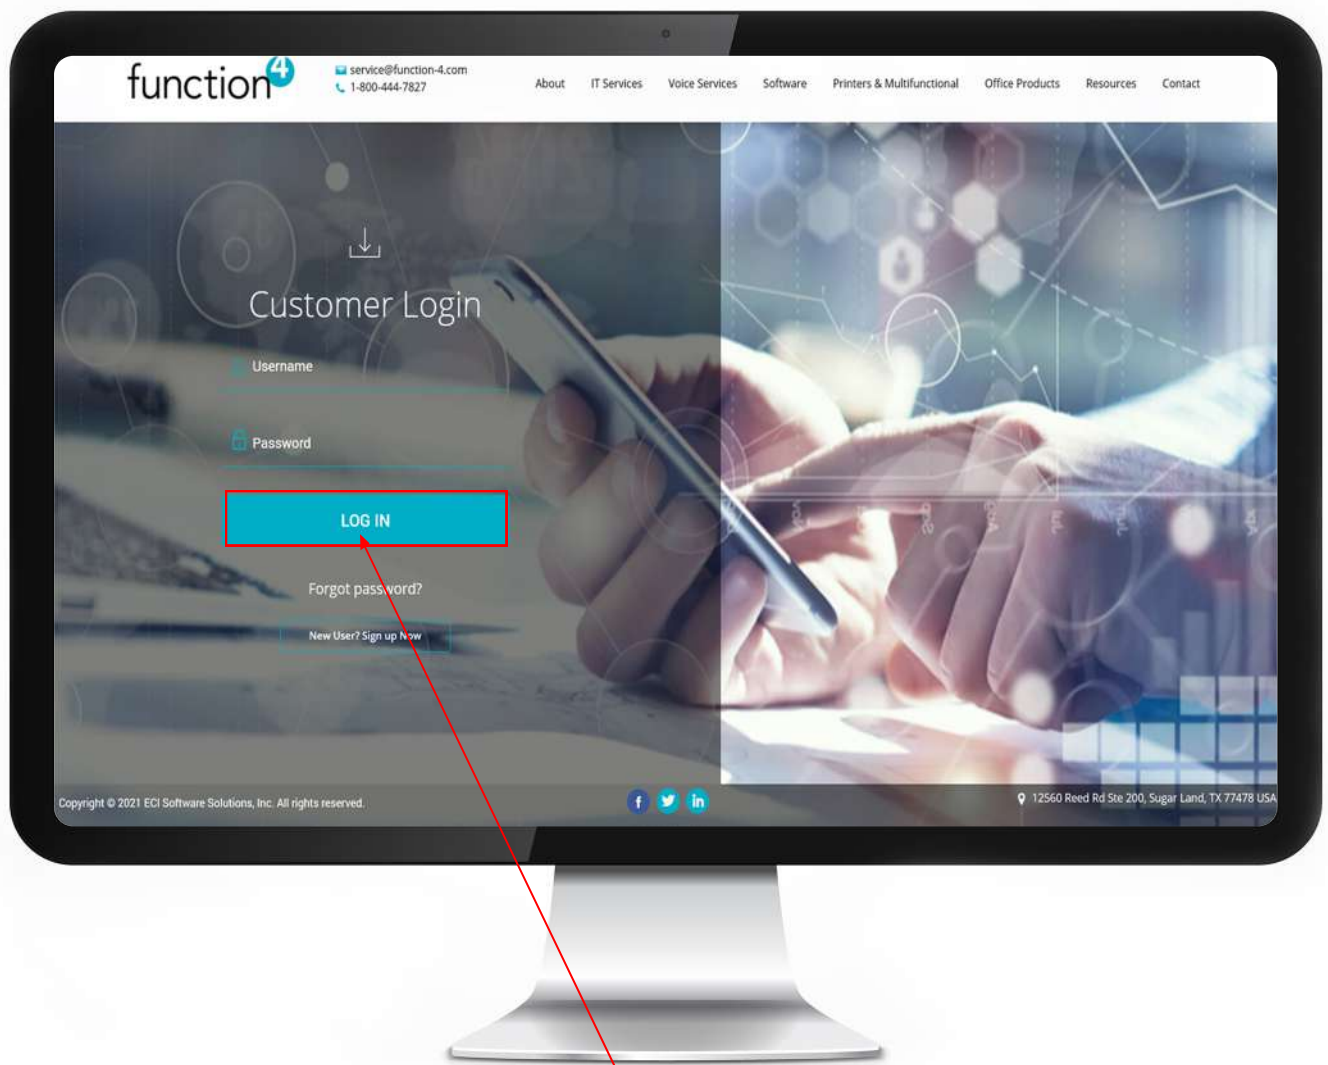 function4
service@function-4.com
1-800-444-7827
About IT Services Voice Services Software Printers & Multifunctional Office Products Resources Contact
Customer Login
Username
Password
LOG IN
Forgot password?
New User? Sign up Now
Copyright © 2021 ECI Software Solutions, Inc. All rights reserved.
12560 Reed Rd Ste 200, Sugar Land, TX 77478 USA